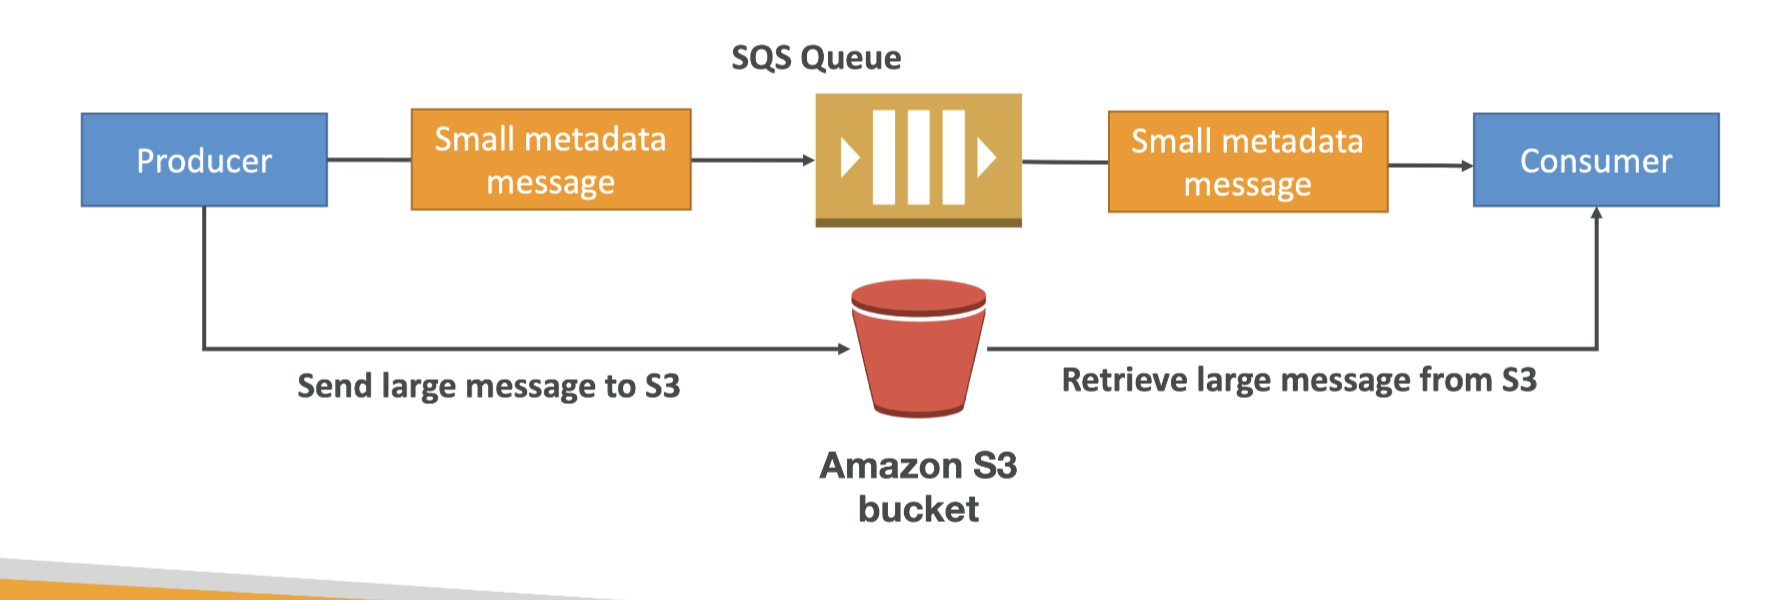 SQS Queue
Producer
Small metadata
message
Small metadata
message
Consumer
Send large message to S3
Retrieve large message from S3
Amazon S3
bucket